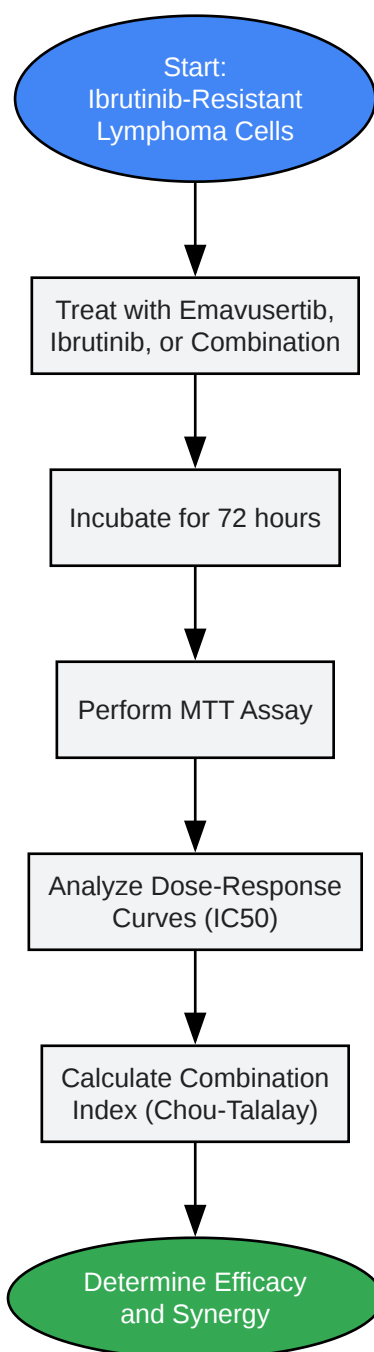 Start:
Ibrutinib-Resistant
Lymphoma Cells
Treat with Emavusertib,
Ibrutinib, or Combination
Incubate for 72 hours
Perform MTT Assay
Analyze Dose-Response
Curves (IC50)
Calculate Combination
Index (Chou-Talalay)
Determine Efficacy
and Synergy